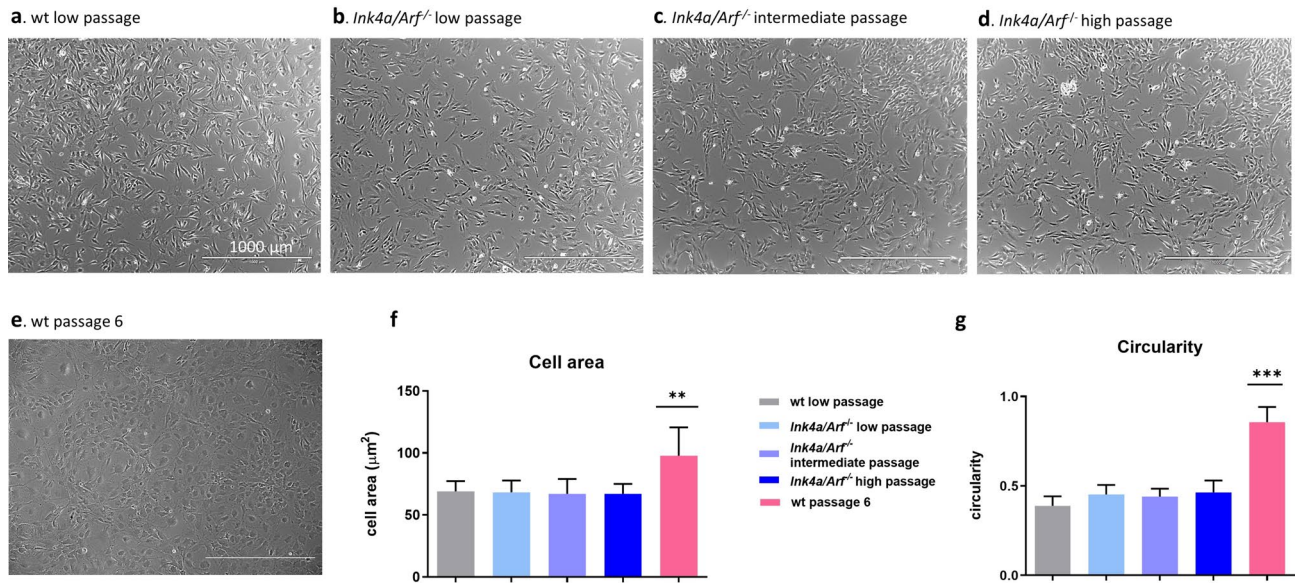 a. wt low passage
b. Ink4a/Arf-/- low passage
c. Ink4a/Arf-/- intermediate passage
d. Ink4a/Arf-/- high passage
1000 µm
e. wt passage 6
f
Cell area
150
100
50
0
cell area (µm2)
**
wt low passage
Ink4a/Arf-/- low passage
Ink4a/Arf-/-
intermediate passage
Ink4a/Arf-/- high passage
wt passage 6
g
Circularity
1.0
0.5
0.0
circularity
***